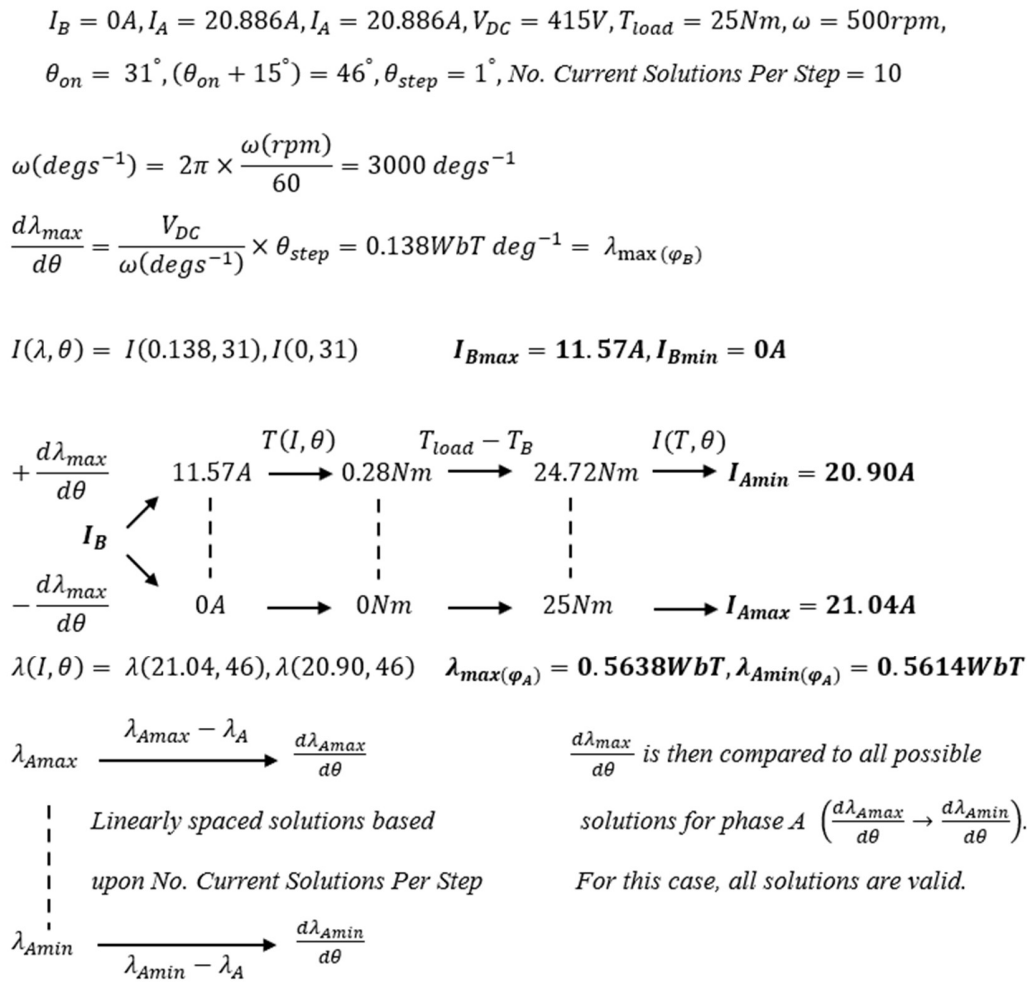 I_B = 0A, I_A = 20.886A, I_A = 20.886A, V_DC = 415V, T_load = 25Nm, ω = 500rpm,
θ_on = 31°, (θ_on + 15°) = 46°, θ_step = 1°, No. Current Solutions Per Step = 10
ω(degs⁻¹) = 2π × ω(rpm)/60 = 3000 degs⁻¹
dλ_max/dθ = V_DC/ω(degs⁻¹) × θ_step = 0.138WbT deg⁻¹ = λ_max(φ_B)
I(λ, θ) = I(0.138, 31), I(0, 31) I_Bmax = 11.57A, I_Bmin = 0A
T(I, θ) T_load − T_B I(T, θ)
+ dλ_max/dθ 11.57A → 0.28Nm → 24.72Nm → I_Amin = 20.90A
I_B
− dλ_max/dθ 0A → 0Nm → 25Nm → I_Amax = 21.04A
λ(I, θ) = λ(21.04, 46), λ(20.90, 46) λ_max(φ_A) = 0.5638WbT, λ_Amin(φ_A) = 0.5614WbT
λ_Amax λ_Amax − λ_A → dλ_Amax/dθ
Linearly spaced solutions based
upon No. Current Solutions Per Step
λ_Amin λ_Amin − λ_A → dλ_Amin/dθ
dλ_max/dθ is then compared to all possible
solutions for phase A (dλ_Amax/dθ → dλ_Amin/dθ).
For this case, all solutions are valid.